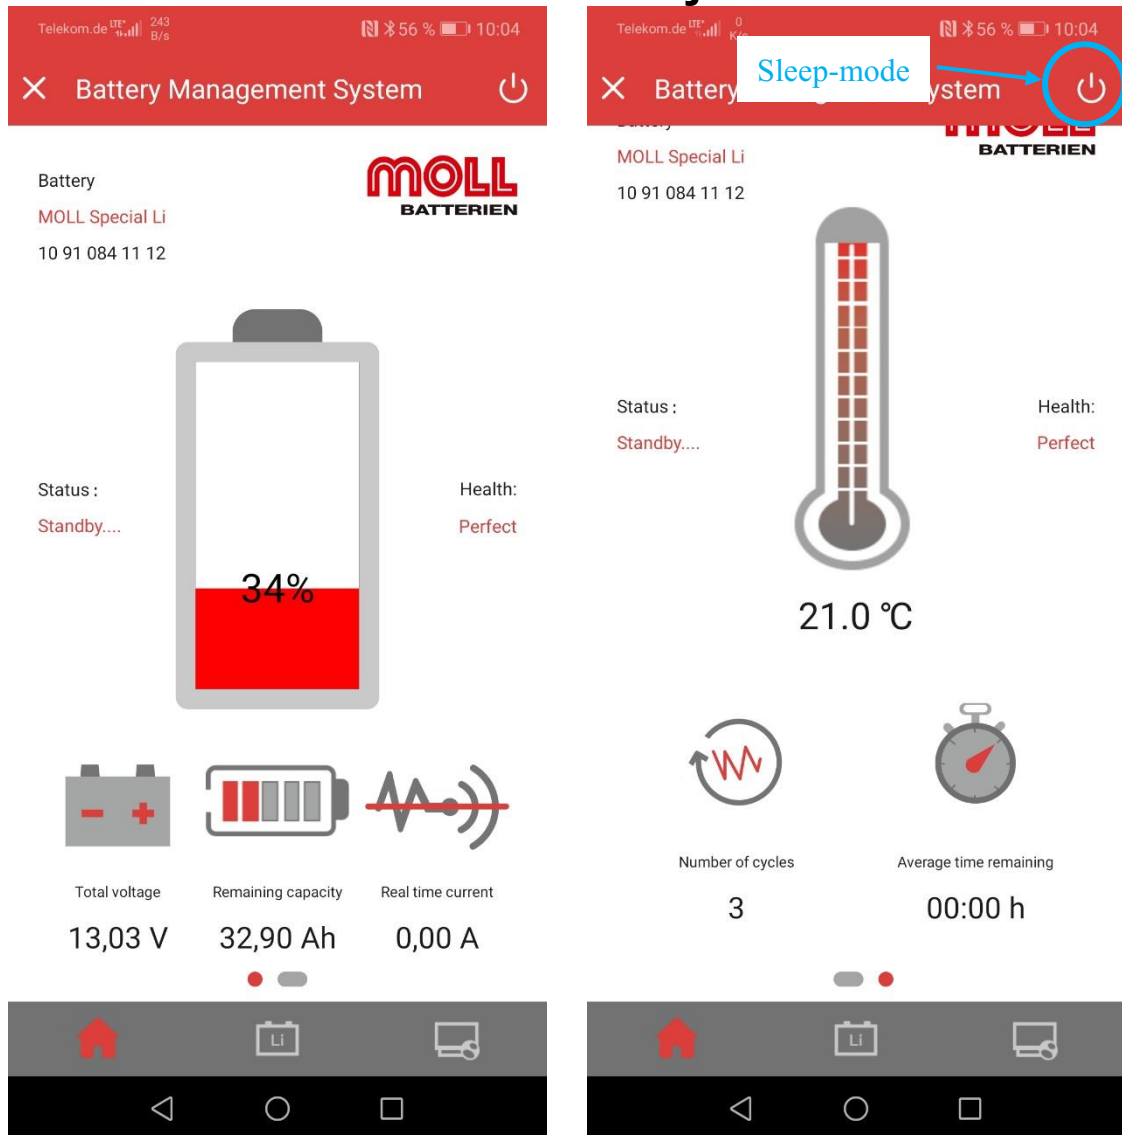 Telekom.de LTE+ 243 B/s 56 % 10:04
Battery Management System
Battery
MOLL Special Li
10 91 084 11 12
MOLL
BATTERIEN
Status :
Standby....
Health:
Perfect
34%
Total voltage
Remaining capacity
Real time current
13,03 V
32,90 Ah
0,00 A
Li
Telekom.de 0 56 % 10:04
Sleep-mode
MOLL Special Li
10 91 084 11 12
BATTERIEN
Status :
Standby....
Health:
Perfect
21.0 °C
Number of cycles
Average time remaining
3
00:00 h
Li